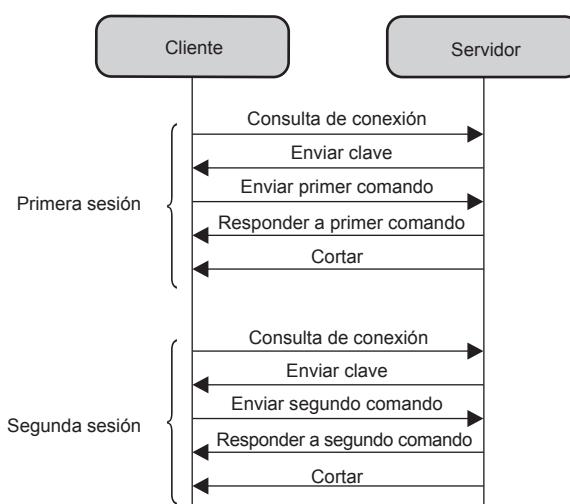 Cliente
Servidor
Consulta de conexión
Enviar clave
Enviar primer comando
Primera sesión
Responder a primer comando
Cortar
Consulta de conexión
Enviar clave
Enviar segundo comando
Segunda sesión
Responder a segundo comando
Cortar